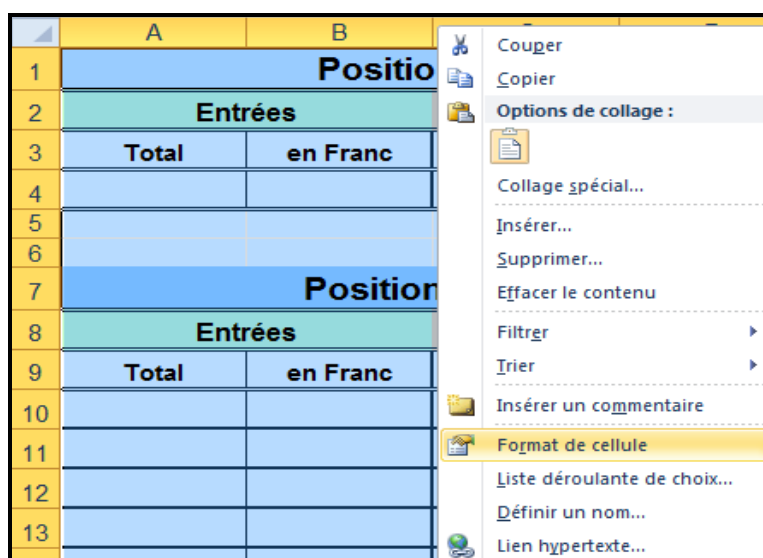 A B
1 Positio
2 Entrées
3 Total en Franc
4
5
6
7 Position
8 Entrées
9 Total en Franc
10
11
12
13
Couper
Copier
Options de collage :
Collage spécial...
Insérer...
Supprimer...
Effacer le contenu
Filtrer
Trier
Insérer un commentaire
Format de cellule
Liste déroulante de choix...
Définir un nom...
Lien hypertexte...